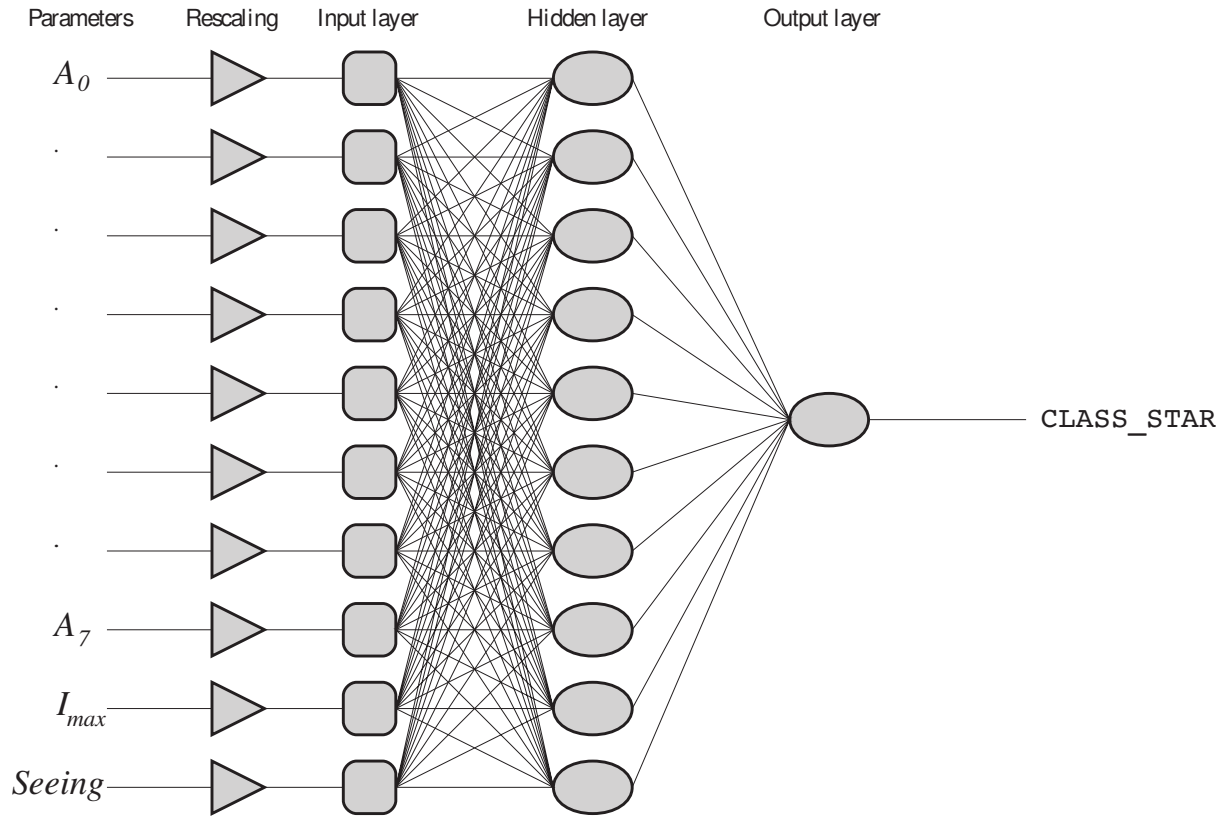 Parameters Rescaling Input layer Hidden layer Output layer
A0
.
.
.
.
.
.
A7
Imax
Seeing
CLASS_STAR